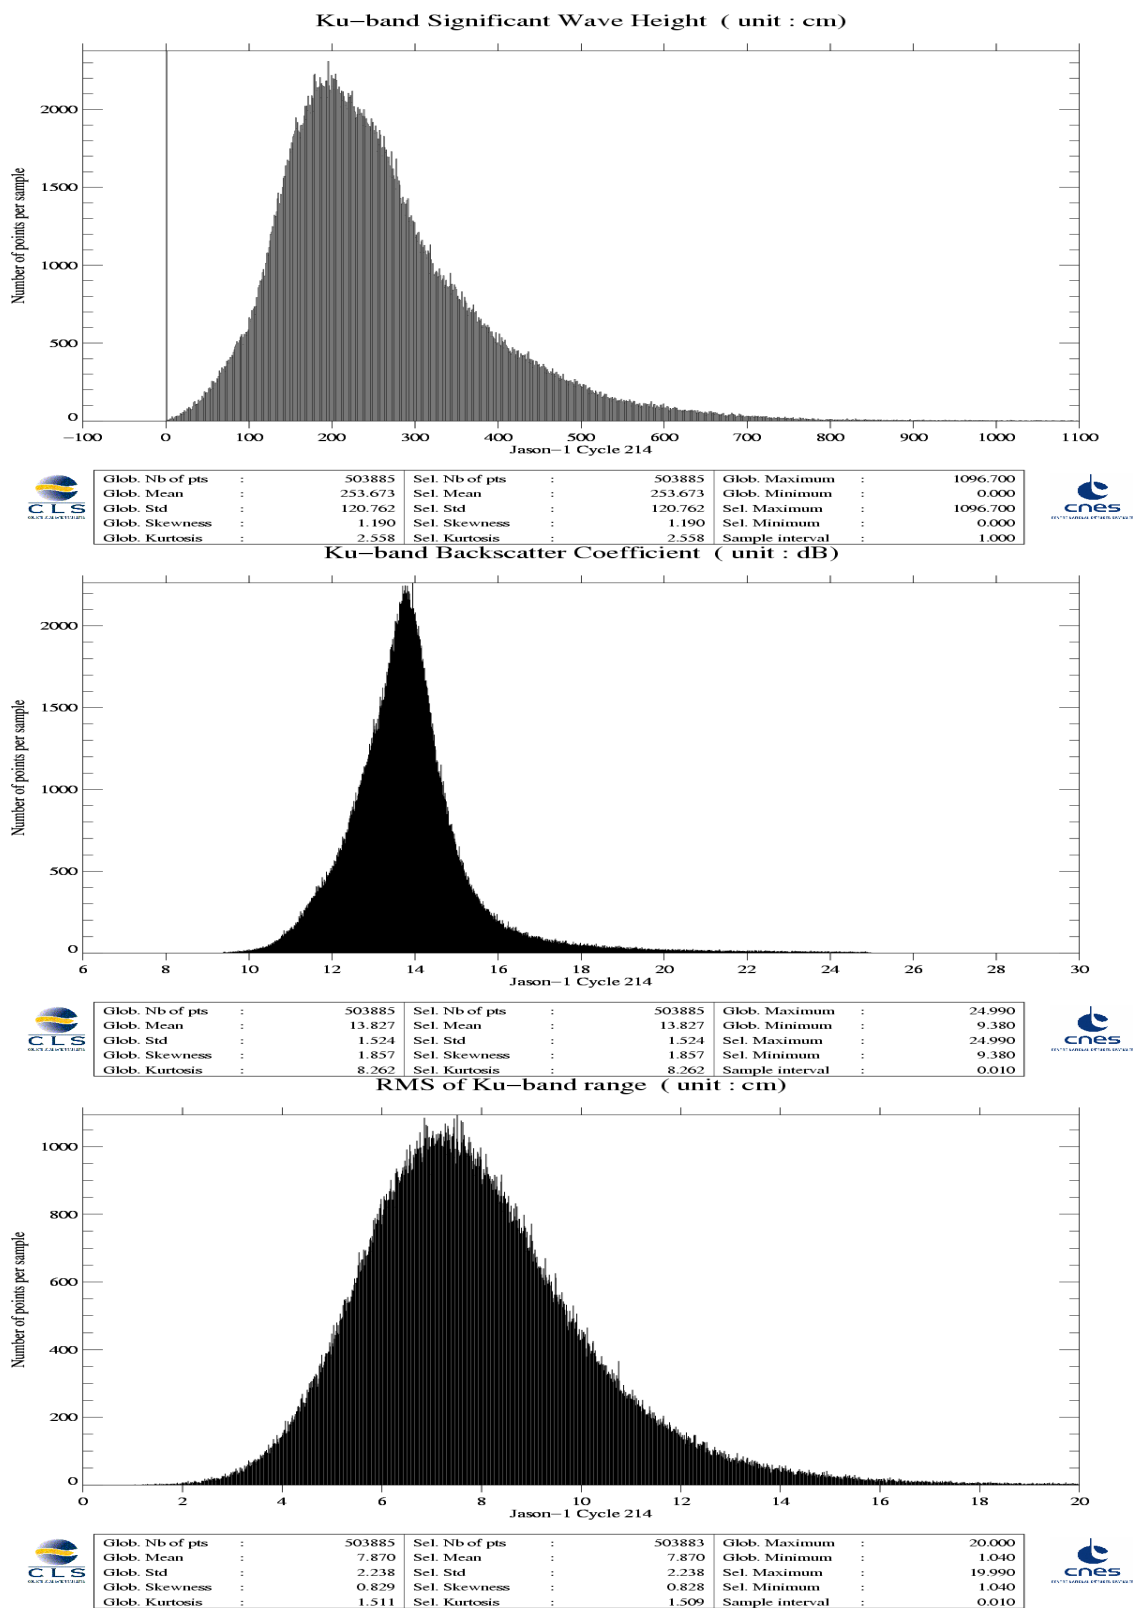 Ku-band Significant Wave Height ( unit : cm)
Number of points per sample
2000
1500
1000
500
0
-100 0 100 200 300 400 500 600 700 800 900 1000 1100
Jason-1 Cycle 214
CLS
Glob. Nb of pts : 503885 Sel. Nb of pts : 503885 Glob. Maximum : 1096.700
Glob. Mean : 253.673 Sel. Mean : 253.673 Glob. Minimum : 0.000
Glob. Std : 120.762 Sel. Std : 120.762 Sel. Maximum : 1096.700
Glob. Skewness : 1.190 Sel. Skewness : 1.190 Sel. Minimum : 0.000
Glob. Kurtosis : 2.558 Sel. Kurtosis : 2.558 Sample interval : 1.000
cnes
Ku-band Backscatter Coefficient ( unit : dB)
Number of points per sample
2000
1500
1000
500
0
6 8 10 12 14 16 18 20 22 24 26 28 30
Jason-1 Cycle 214
CLS
Glob. Nb of pts : 503885 Sel. Nb of pts : 503885 Glob. Maximum : 24.990
Glob. Mean : 13.827 Sel. Mean : 13.827 Glob. Minimum : 9.380
Glob. Std : 1.524 Sel. Std : 1.524 Sel. Maximum : 24.990
Glob. Skewness : 1.857 Sel. Skewness : 1.857 Sel. Minimum : 9.380
Glob. Kurtosis : 8.262 Sel. Kurtosis : 8.262 Sample interval : 0.010
cnes
RMS of Ku-band range ( unit : cm)
Number of points per sample
1000
800
600
400
200
0
0 2 4 6 8 10 12 14 16 18 20
Jason-1 Cycle 214
CLS
Glob. Nb of pts : 503885 Sel. Nb of pts : 503883 Glob. Maximum : 20.000
Glob. Mean : 7.870 Sel. Mean : 7.870 Glob. Minimum : 1.040
Glob. Std : 2.238 Sel. Std : 2.238 Sel. Maximum : 19.990
Glob. Skewness : 0.829 Sel. Skewness : 0.828 Sel. Minimum : 1.040
Glob. Kurtosis : 1.511 Sel. Kurtosis : 1.509 Sample interval : 0.010
cnes